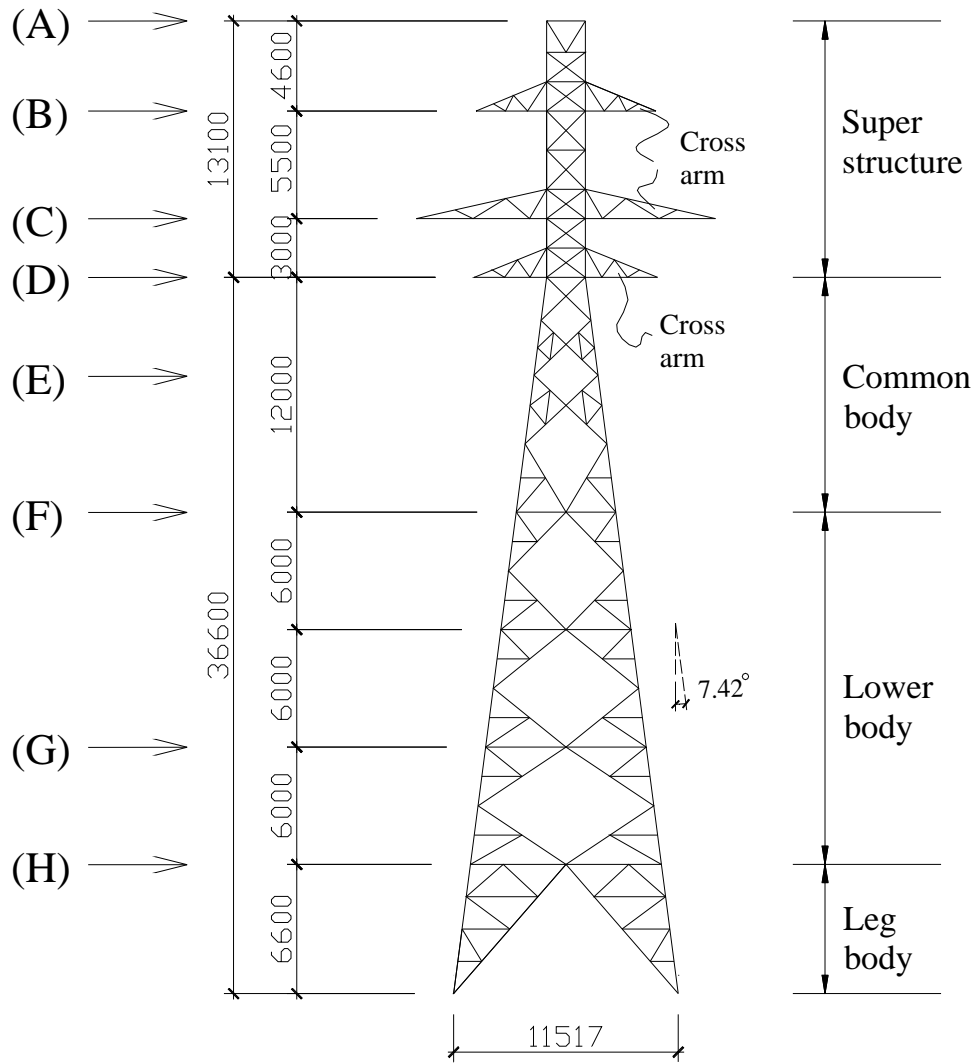 (A)
4600
(B)
13100
5500
Cross
arm
Super
structure
(C)
3000
(D)
Cross
arm
(E)
12000
Common
body
(F)
6000
36600
7.42°
6000
Lower
body
(G)
6000
(H)
6600
Leg
body
11517